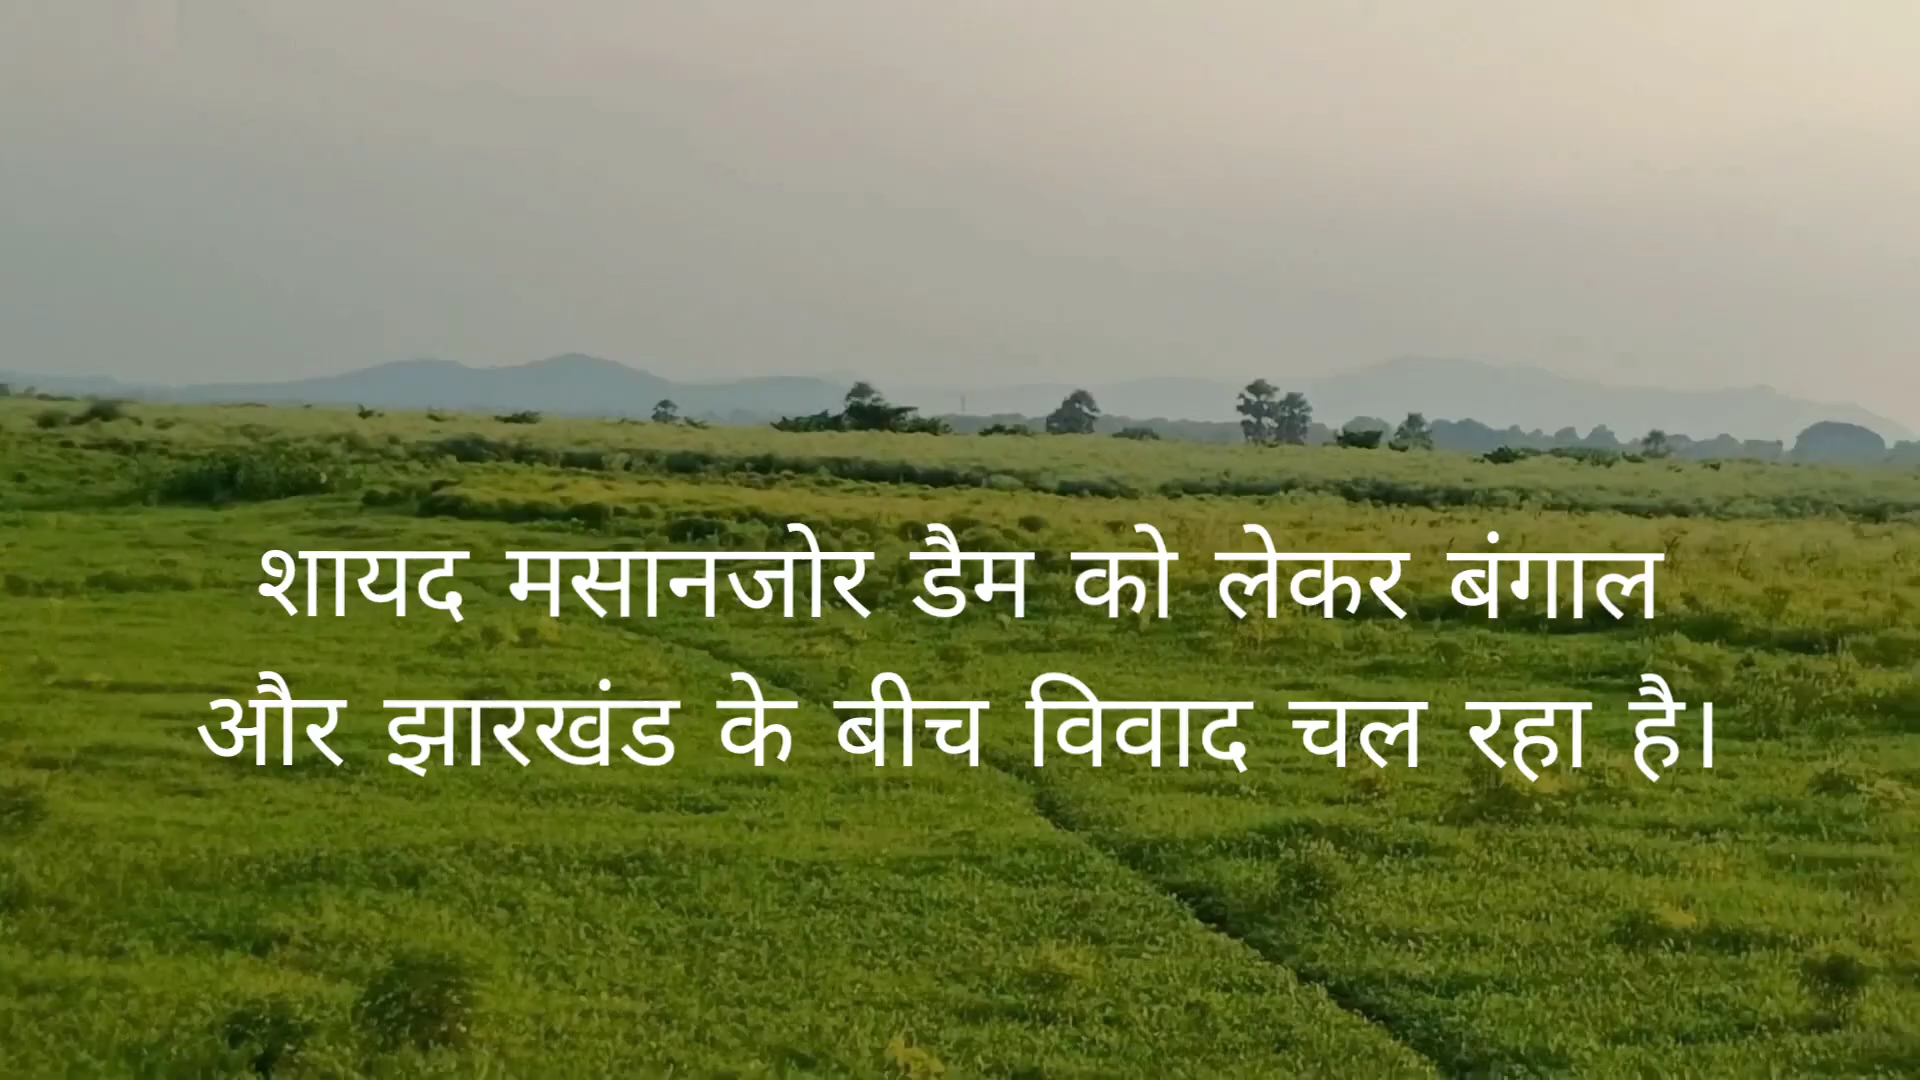 शायद मसानजोर डैम को लेकर बंगाल
और झारखंड के बीच विवाद चल रहा है।